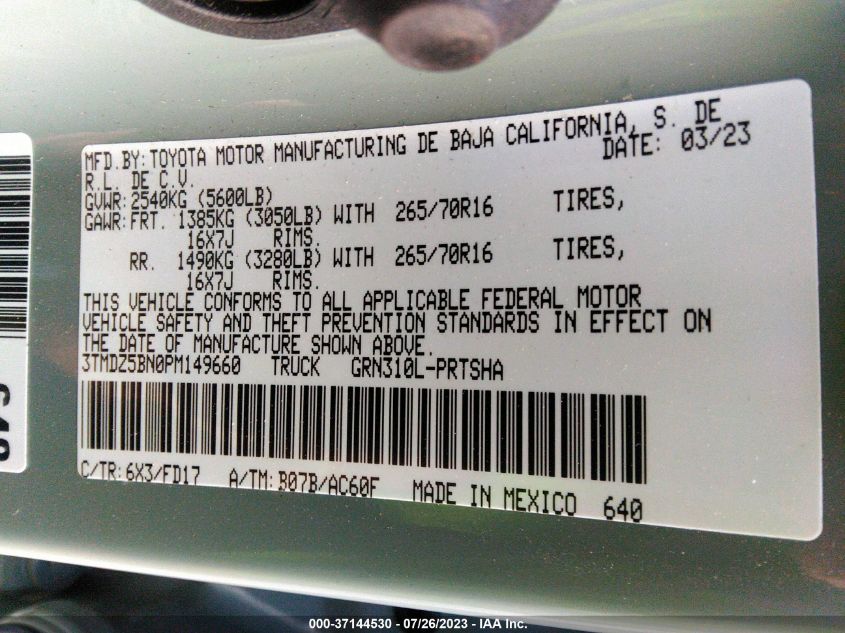 MFD.BY:TOYOTA MOTOR MANUFACTURING DE BAJA CALIFORNIA, S. DE
R.L. DE C.V. DATE: 03/23
GVWR:2540KG (5600LB)
GAWR:FRT. 1385KG (3050LB) WITH 265/70R16 TIRES,
16X7J RIMS.
RR. 1490KG (3280LB) WITH 265/70R16 TIRES,
16X7J RIMS.
THIS VEHICLE CONFORMS TO ALL APPLICABLE FEDERAL MOTOR
VEHICLE SAFETY AND THEFT PREVENTION STANDARDS IN EFFECT ON
THE DATE OF MANUFACTURE SHOWN ABOVE.
3TMDZ5BN0PM149660 TRUCK GRN310L-PRTSHA
C/TR:6X3/FD17 A/TM:B07B/AC60F MADE IN MEXICO 640
000-37144530 - 07/26/2023 - IAA Inc.